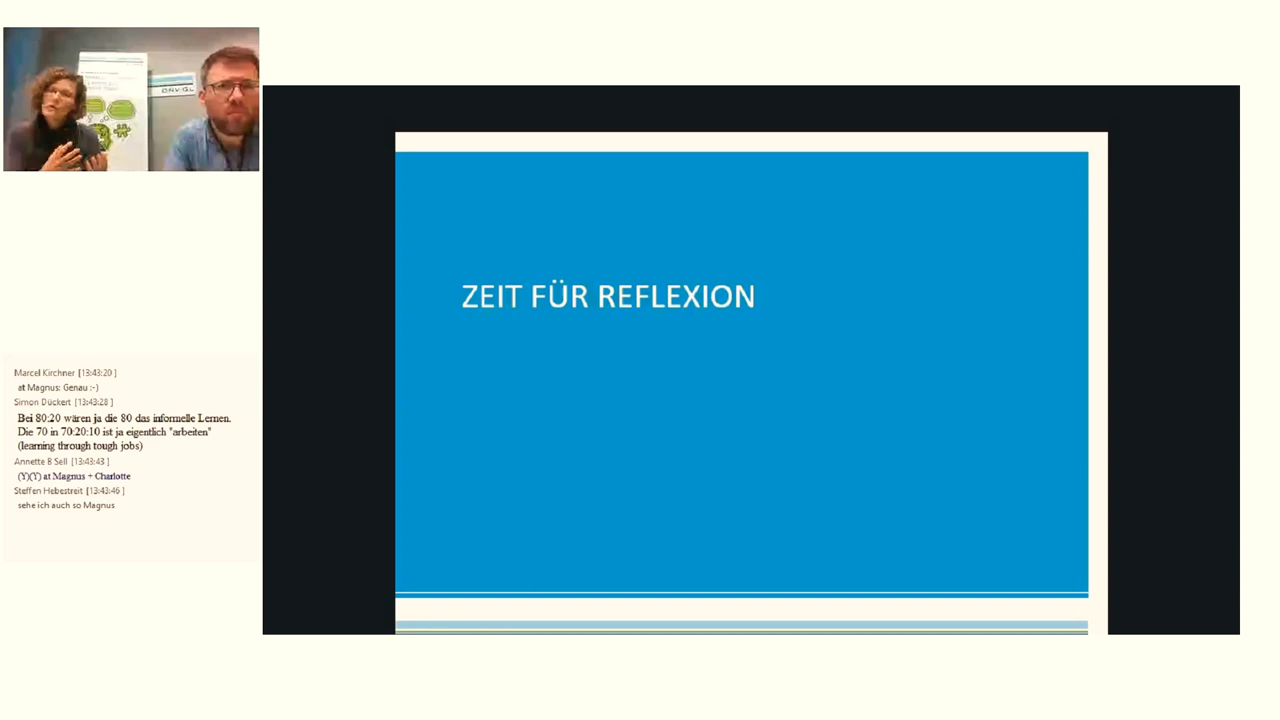 ZEIT FÜR REFLEXION
Marcel Kirchner [13:43:20 ]
at Magnus: Genau :-)
Simon Dückert [13:43:28 ]
Bei 80:20 wären ja die 80 das informelle Lernen.
Die 70 in 70:20:10 ist ja eigentlich "arbeiten"
(learning through tough jobs)
Annette B Sell [13:43:43 ]
(Y)(Y) at Magnus + Charlotte
Steffen Hebestreit [13:43:46 ]
sehe ich auch so Magnus